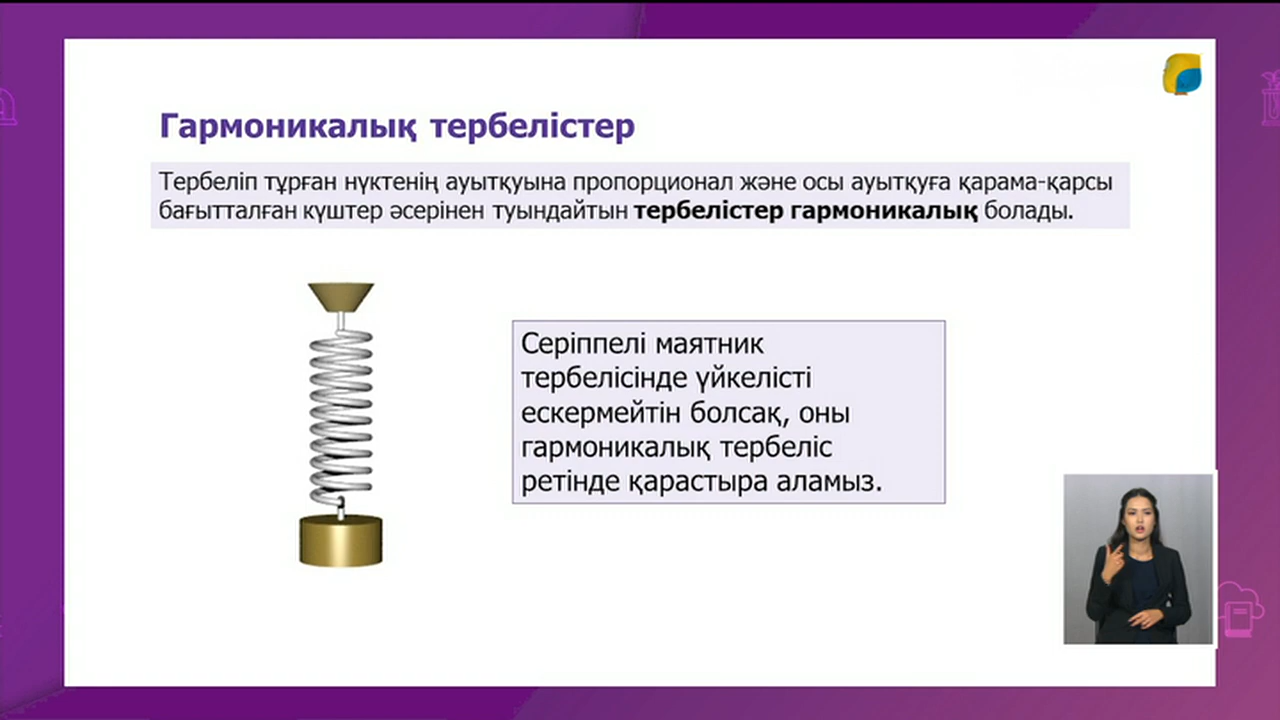 Гармоникалық тербелістер
Тербеліп тұрған нүктенің ауытқуына пропорционал және осы ауытқуға қарама-қарсы
бағытталған күштер әсерінен туындайтын тербелістер гармоникалық болады.
Серіппелі маятник
тербелісінде үйкелісті
ескермейтін болсақ, оны
гармоникалық тербеліс
ретінде қарастыра аламыз.